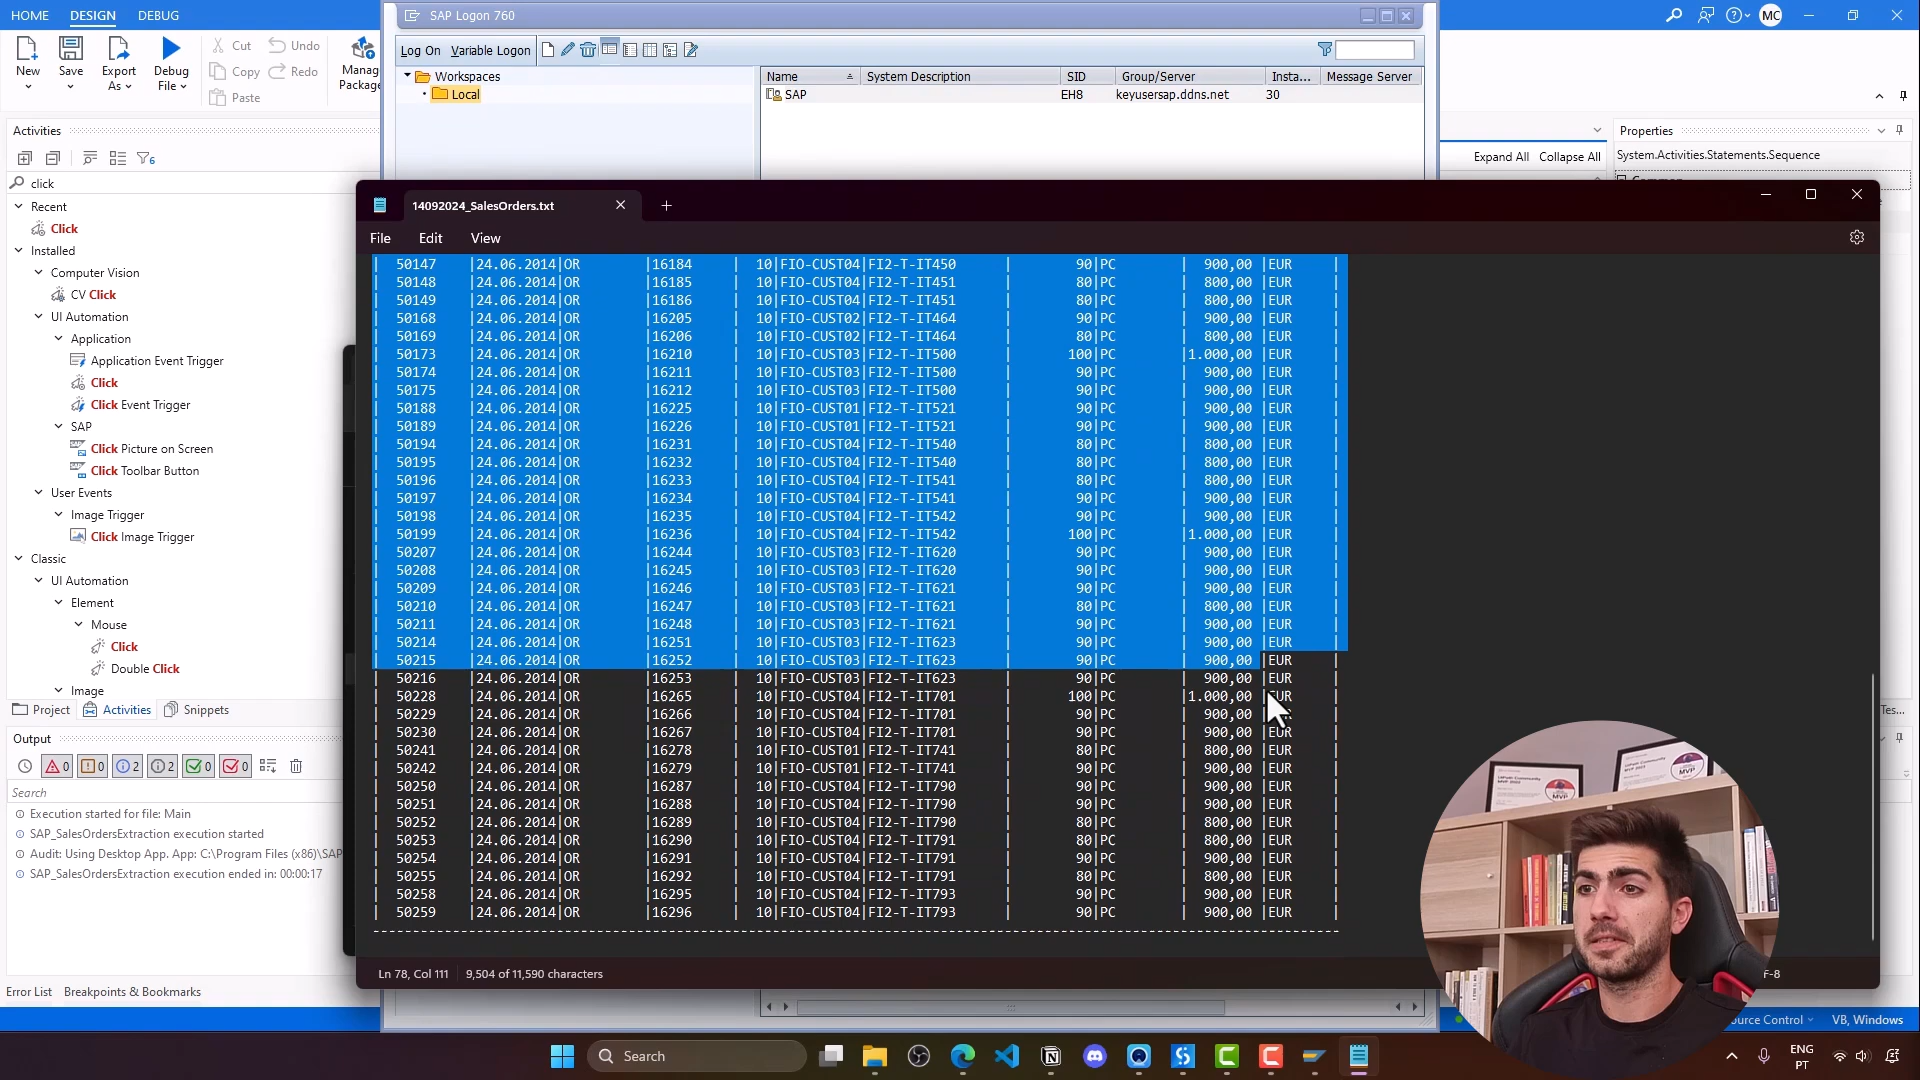 HOME DESIGN DEBUG
SAP Logon 760
MC
New Save Export As Debug File Cut Copy Paste Undo Redo Manage Package
Log On Variable Logon
Workspaces
Local
Name System Description SID Group/Server Insta... Message Server
SAP EH8 keyusersap.ddns.net 30
Activities
6
click
Recent
Click
Installed
Computer Vision
CV Click
UI Automation
Application
Application Event Trigger
Click
Click Event Trigger
SAP
Click Picture on Screen
Click Toolbar Button
User Events
Image Trigger
Click Image Trigger
Classic
UI Automation
Element
Mouse
Click
Double Click
Image
Project Activities Snippets
Output
0 0 2 2 0 0
Search
Execution started for file: Main
SAP_SalesOrdersExtraction execution started
Audit: Using Desktop App. App: C:\Program Files (x86)\SAP
SAP_SalesOrdersExtraction execution ended in: 00:00:17
Error List Breakpoints & Bookmarks
Expand All Collapse All
Properties
System.Activities.Statements.Sequence
14092024_SalesOrders.txt
File Edit View
| 50147 |24.06.2014|OR |16184 | 10|FIO-CUST04|FI2-T-IT450 | 90|PC | 900,00 |EUR |
| 50148 |24.06.2014|OR |16185 | 10|FIO-CUST04|FI2-T-IT451 | 80|PC | 800,00 |EUR |
| 50149 |24.06.2014|OR |16186 | 10|FIO-CUST04|FI2-T-IT451 | 80|PC | 800,00 |EUR |
| 50168 |24.06.2014|OR |16205 | 10|FIO-CUST02|FI2-T-IT464 | 90|PC | 900,00 |EUR |
| 50169 |24.06.2014|OR |16206 | 10|FIO-CUST02|FI2-T-IT464 | 80|PC | 800,00 |EUR |
| 50173 |24.06.2014|OR |16210 | 10|FIO-CUST03|FI2-T-IT500 | 100|PC |1.000,00 |EUR |
| 50174 |24.06.2014|OR |16211 | 10|FIO-CUST03|FI2-T-IT500 | 90|PC | 900,00 |EUR |
| 50175 |24.06.2014|OR |16212 | 10|FIO-CUST03|FI2-T-IT500 | 90|PC | 900,00 |EUR |
| 50188 |24.06.2014|OR |16225 | 10|FIO-CUST01|FI2-T-IT521 | 90|PC | 900,00 |EUR |
| 50189 |24.06.2014|OR |16226 | 10|FIO-CUST01|FI2-T-IT521 | 90|PC | 900,00 |EUR |
| 50194 |24.06.2014|OR |16231 | 10|FIO-CUST04|FI2-T-IT540 | 80|PC | 800,00 |EUR |
| 50195 |24.06.2014|OR |16232 | 10|FIO-CUST04|FI2-T-IT540 | 80|PC | 800,00 |EUR |
| 50196 |24.06.2014|OR |16233 | 10|FIO-CUST04|FI2-T-IT541 | 80|PC | 800,00 |EUR |
| 50197 |24.06.2014|OR |16234 | 10|FIO-CUST04|FI2-T-IT541 | 90|PC | 900,00 |EUR |
| 50198 |24.06.2014|OR |16235 | 10|FIO-CUST04|FI2-T-IT542 | 90|PC | 900,00 |EUR |
| 50199 |24.06.2014|OR |16236 | 10|FIO-CUST04|FI2-T-IT542 | 100|PC |1.000,00 |EUR |
| 50207 |24.06.2014|OR |16244 | 10|FIO-CUST03|FI2-T-IT620 | 90|PC | 900,00 |EUR |
| 50208 |24.06.2014|OR |16245 | 10|FIO-CUST03|FI2-T-IT620 | 90|PC | 900,00 |EUR |
| 50209 |24.06.2014|OR |16246 | 10|FIO-CUST03|FI2-T-IT621 | 90|PC | 900,00 |EUR |
| 50210 |24.06.2014|OR |16247 | 10|FIO-CUST03|FI2-T-IT621 | 80|PC | 800,00 |EUR |
| 50211 |24.06.2014|OR |16248 | 10|FIO-CUST03|FI2-T-IT621 | 90|PC | 900,00 |EUR |
| 50214 |24.06.2014|OR |16251 | 10|FIO-CUST03|FI2-T-IT623 | 90|PC | 900,00 |EUR |
| 50215 |24.06.2014|OR |16252 | 10|FIO-CUST03|FI2-T-IT623 | 90|PC | 900,00 |EUR |
| 50216 |24.06.2014|OR |16253 | 10|FIO-CUST03|FI2-T-IT623 | 90|PC | 900,00 |EUR |
| 50228 |24.06.2014|OR |16265 | 10|FIO-CUST04|FI2-T-IT701 | 100|PC |1.000,00 |EUR |
| 50229 |24.06.2014|OR |16266 | 10|FIO-CUST04|FI2-T-IT701 | 90|PC | 900,00 |EUR |
| 50230 |24.06.2014|OR |16267 | 10|FIO-CUST04|FI2-T-IT701 | 90|PC | 900,00 |EUR |
| 50241 |24.06.2014|OR |16278 | 10|FIO-CUST01|FI2-T-IT741 | 80|PC | 800,00 |EUR |
| 50242 |24.06.2014|OR |16279 | 10|FIO-CUST01|FI2-T-IT741 | 90|PC | 900,00 |EUR |
| 50250 |24.06.2014|OR |16287 | 10|FIO-CUST04|FI2-T-IT790 | 90|PC | 900,00 |EUR |
| 50251 |24.06.2014|OR |16288 | 10|FIO-CUST04|FI2-T-IT790 | 90|PC | 900,00 |EUR |
| 50252 |24.06.2014|OR |16289 | 10|FIO-CUST04|FI2-T-IT790 | 80|PC | 800,00 |EUR |
| 50253 |24.06.2014|OR |16290 | 10|FIO-CUST04|FI2-T-IT791 | 80|PC | 800,00 |EUR |
| 50254 |24.06.2014|OR |16291 | 10|FIO-CUST04|FI2-T-IT791 | 90|PC | 900,00 |EUR |
| 50255 |24.06.2014|OR |16292 | 10|FIO-CUST04|FI2-T-IT791 | 80|PC | 800,00 |EUR |
| 50258 |24.06.2014|OR |16295 | 10|FIO-CUST04|FI2-T-IT793 | 90|PC | 900,00 |EUR |
| 50259 |24.06.2014|OR |16296 | 10|FIO-CUST04|FI2-T-IT793 | 90|PC | 900,00 |EUR |
Ln 78, Col 111 9,504 of 11,590 characters F-8
Tes...
ource Control VB, Windows
Search
ENG
PT